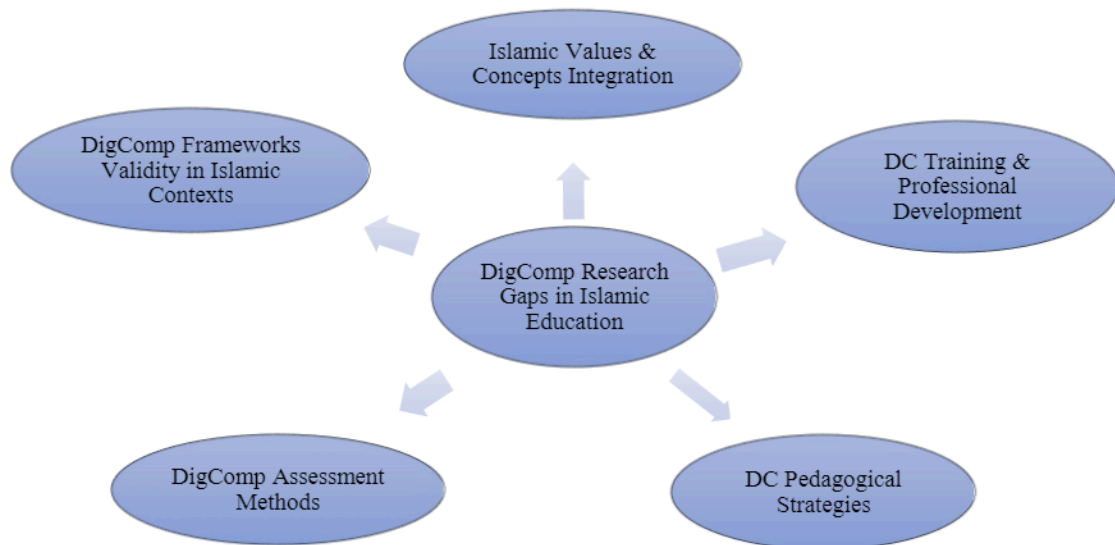 Islamic Values &
Concepts Integration
DigComp Frameworks
Validity in Islamic
Contexts
DC Training &
Professional
Development
DigComp Research
Gaps in Islamic
Education
DigComp Assessment
Methods
DC Pedagogical
Strategies